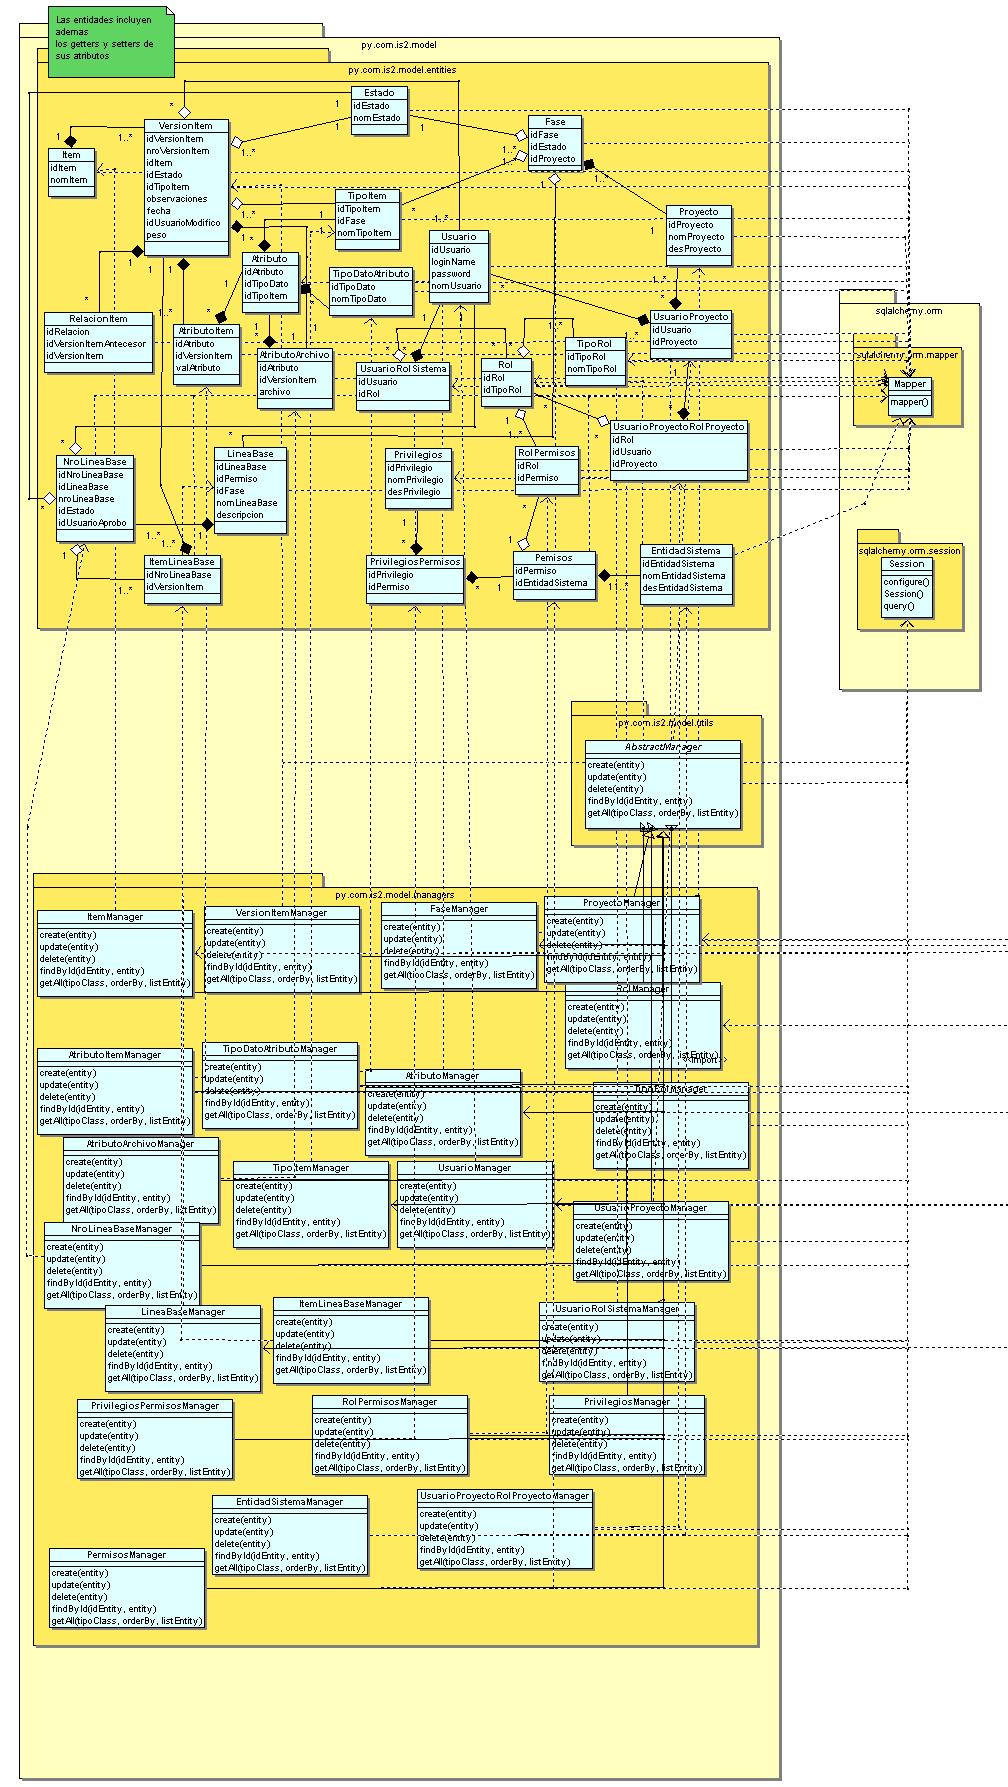 Las entidades incluyen
ademas
los getters y setters de
sus atributos
py.com.is2.model
py.com.is2.model.entities
Estado
idEstado
nomEstado
Fase
idFase
idEstado
idProyecto
VersionItem
idVersionItem
nroVersionItem
idItem
idEstado
idTipoItem
observaciones
fecha
idUsuarioModifico
peso
Item
idItem
nomItem
TipoItem
idTipoItem
idFase
nomTipoItem
Proyecto
idProyecto
nomProyecto
desProyecto
Usuario
idUsuario
loginName
password
nomUsuario
Atributo
idAtributo
idTipoDato
idTipoItem
TipoDatoAtributo
idTipoDato
nomTipoDato
RelacionItem
idRelacion
idVersionItemAntecesor
idVersionItem
AtributoItem
idAtributo
idVersionItem
valAtributo
AtributoArchivo
idAtributo
idVersionItem
archivo
UsuarioRolSistema
idUsuario
idRol
Rol
idRol
idTipoRol
TipoRol
idTipoRol
nomTipoRol
UsuarioProyecto
idUsuario
idProyecto
UsuarioProyectoRolProyecto
idRol
idUsuario
idProyecto
NroLineaBase
idNroLineaBase
idLineaBase
nroLineaBase
idEstado
idUsuarioAprobo
LineaBase
idLineaBase
idPermiso
idFase
nomLineaBase
descripcion
Privilegios
idPrivilegio
nomPrivilegio
desPrivilegio
RolPermisos
idRol
idPermiso
ItemLineaBase
idNroLineaBase
idVersionItem
PrivilegiosPermisos
idPrivilegio
idPermiso
Pemisos
idPermiso
idEntidadSistema
EntidadSistema
idEntidadSistema
nomEntidadSistema
desEntidadSistema
sqlalchemy.orm
sqlalchemy.orm.mapper
Mapper
mapper()
sqlalchemy.orm.session
Session
configure()
Session()
query()
py.com.is2.model.utils
AbstractManager
create(entity)
update(entity)
delete(entity)
findById(idEntity, entity)
getAll(tipoClass, orderBy, listEntity)
py.com.is2.model.managers
ItemManager
create(entity)
update(entity)
delete(entity)
findById(idEntity, entity)
getAll(tipoClass, orderBy, listEntity)
VersionItemManager
create(entity)
update(entity)
delete(entity)
findById(idEntity, entity)
getAll(tipoClass, orderBy, listEntity)
FaseManager
create(entity)
update(entity)
delete(entity)
findById(idEntity, entity)
getAll(tipoClass, orderBy, listEntity)
ProyectoManager
create(entity)
update(entity)
delete(entity)
findById(idEntity, entity)
getAll(tipoClass, orderBy, listEntity)
RolManager
create(entity)
update(entity)
delete(entity)
findById(idEntity, entity)
getAll(tipoClass, orderBy, listEntity)
AtributoItemManager
create(entity)
update(entity)
delete(entity)
findById(idEntity, entity)
getAll(tipoClass, orderBy, listEntity)
TipoDatoAtributoManager
create(entity)
update(entity)
delete(entity)
findById(idEntity, entity)
getAll(tipoClass, orderBy, listEntity)
AtributoManager
create(entity)
update(entity)
delete(entity)
findById(idEntity, entity)
getAll(tipoClass, orderBy, listEntity)
TipoRolManager
create(entity)
update(entity)
delete(entity)
findById(idEntity, entity)
getAll(tipoClass, orderBy, listEntity)
AtributoArchivoManager
create(entity)
update(entity)
delete(entity)
findById(idEntity, entity)
getAll(tipoClass, orderBy, listEntity)
TipoItemManager
create(entity)
update(entity)
delete(entity)
findById(idEntity, entity)
getAll(tipoClass, orderBy, listEntity)
UsuarioManager
create(entity)
update(entity)
delete(entity)
findById(idEntity, entity)
getAll(tipoClass, orderBy, listEntity)
UsuarioProyectoManager
create(entity)
update(entity)
delete(entity)
findById(idEntity, entity)
getAll(tipoClass, orderBy, listEntity)
NroLineaBaseManager
create(entity)
update(entity)
delete(entity)
findById(idEntity, entity)
getAll(tipoClass, orderBy, listEntity)
LineaBaseManager
create(entity)
update(entity)
delete(entity)
findById(idEntity, entity)
getAll(tipoClass, orderBy, listEntity)
ItemLineaBaseManager
create(entity)
update(entity)
delete(entity)
findById(idEntity, entity)
getAll(tipoClass, orderBy, listEntity)
UsuarioRolSistemaManager
create(entity)
update(entity)
delete(entity)
findById(idEntity, entity)
getAll(tipoClass, orderBy, listEntity)
PrivilegiosPermisosManager
create(entity)
update(entity)
delete(entity)
findById(idEntity, entity)
getAll(tipoClass, orderBy, listEntity)
RolPermisosManager
create(entity)
update(entity)
delete(entity)
findById(idEntity, entity)
getAll(tipoClass, orderBy, listEntity)
PrivilegiosManager
create(entity)
update(entity)
delete(entity)
findById(idEntity, entity)
getAll(tipoClass, orderBy, listEntity)
EntidadSistemaManager
create(entity)
update(entity)
delete(entity)
findById(idEntity, entity)
getAll(tipoClass, orderBy, listEntity)
UsuarioProyectoRolProyectoManager
create(entity)
update(entity)
delete(entity)
findById(idEntity, entity)
getAll(tipoClass, orderBy, listEntity)
PermisosManager
create(entity)
update(entity)
delete(entity)
findById(idEntity, entity)
getAll(tipoClass, orderBy, listEntity)